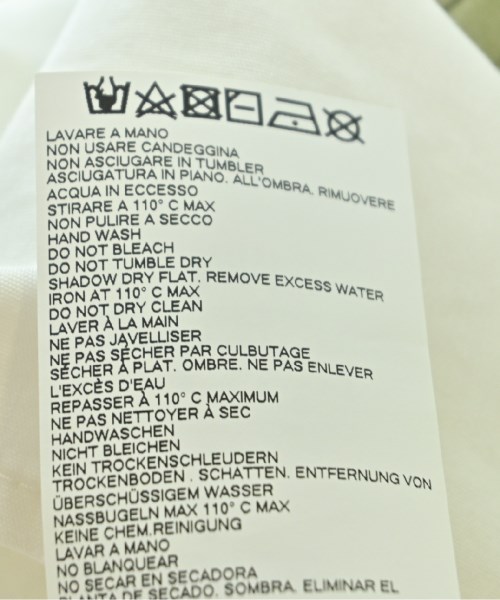 LAVARE A MANO
NON USARE CANDEGGINA
NON ASCIUGARE IN TUMBLER
ASCIUGATURA IN PIANO. ALL'OMBRA. RIMUOVERE
ACQUA IN ECCESSO
STIRARE A 110° C MAX
NON PULIRE A SECCO
HAND WASH
DO NOT BLEACH
DO NOT TUMBLE DRY
SHADOW DRY FLAT. REMOVE EXCESS WATER
IRON AT 110° C MAX
DO NOT DRY CLEAN
LAVER À LA MAIN
NE PAS JAVELLISER
NE PAS SÉCHER PAR CULBUTAGE
SÉCHER À PLAT. OMBRE. NE PAS ENLEVER
L'EXCÈS D'EAU
REPASSER À 110° C MAXIMUM
NE PAS NETTOYER À SEC
HANDWASCHEN
NICHT BLEICHEN
KEIN TROCKENSCHLEUDERN
TROCKENBODEN . SCHATTEN. ENTFERNUNG VON
ÜBERSCHÜSSIGEM WASSER
NASSBUGELN MAX 110° C MAX
KEINE CHEM.REINIGUNG
LAVAR A MANO
NO BLANQUEAR
NO SECAR EN SECADORA
PLANTA DE SECADO. SOMBRA. ELIMINAR EL